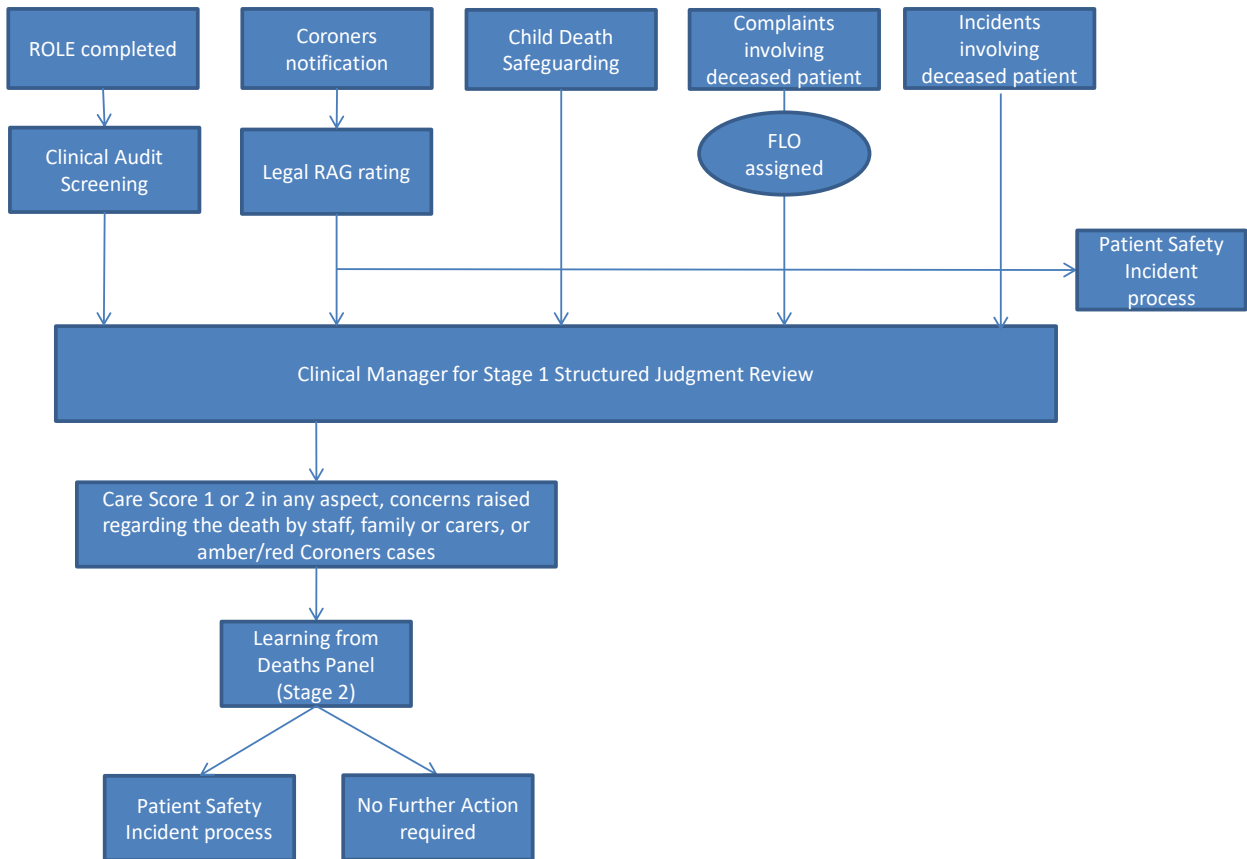 ROLE completed
Coroners
notification
Child Death
Safeguarding
Complaints
involving
deceased patient
Incidents
involving
deceased patient
Clinical Audit
Screening
Legal RAG rating
FLO
assigned
Patient Safety
Incident
process
Clinical Manager for Stage 1 Structured Judgment Review
Care Score 1 or 2 in any aspect, concerns raised
regarding the death by staff, family or carers, or
amber/red Coroners cases
Learning from
Deaths Panel
(Stage 2)
Patient Safety
Incident process
No Further Action
required